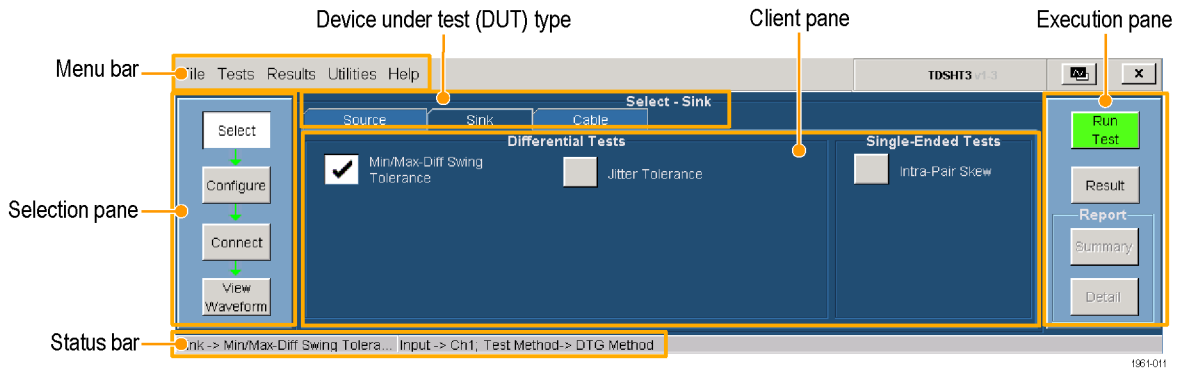 Device under test (DUT) type
Client pane
Execution pane
Menu bar
File Tests Results Utilities Help
TDSHT3 v1-3
x
Select - Sink
Source Sink Cable
Select
Configure
Connect
View
Waveform
Selection pane
Differential Tests
Min/Max-Diff Swing
Tolerance
Jitter Tolerance
Single-Ended Tests
Intra-Pair Skew
Run
Test
Result
Report
Summary
Detail
Status bar
-> Min/Max-Diff Swing Tolera... Input -> Ch1; Test Method-> DTG Method
1961-011